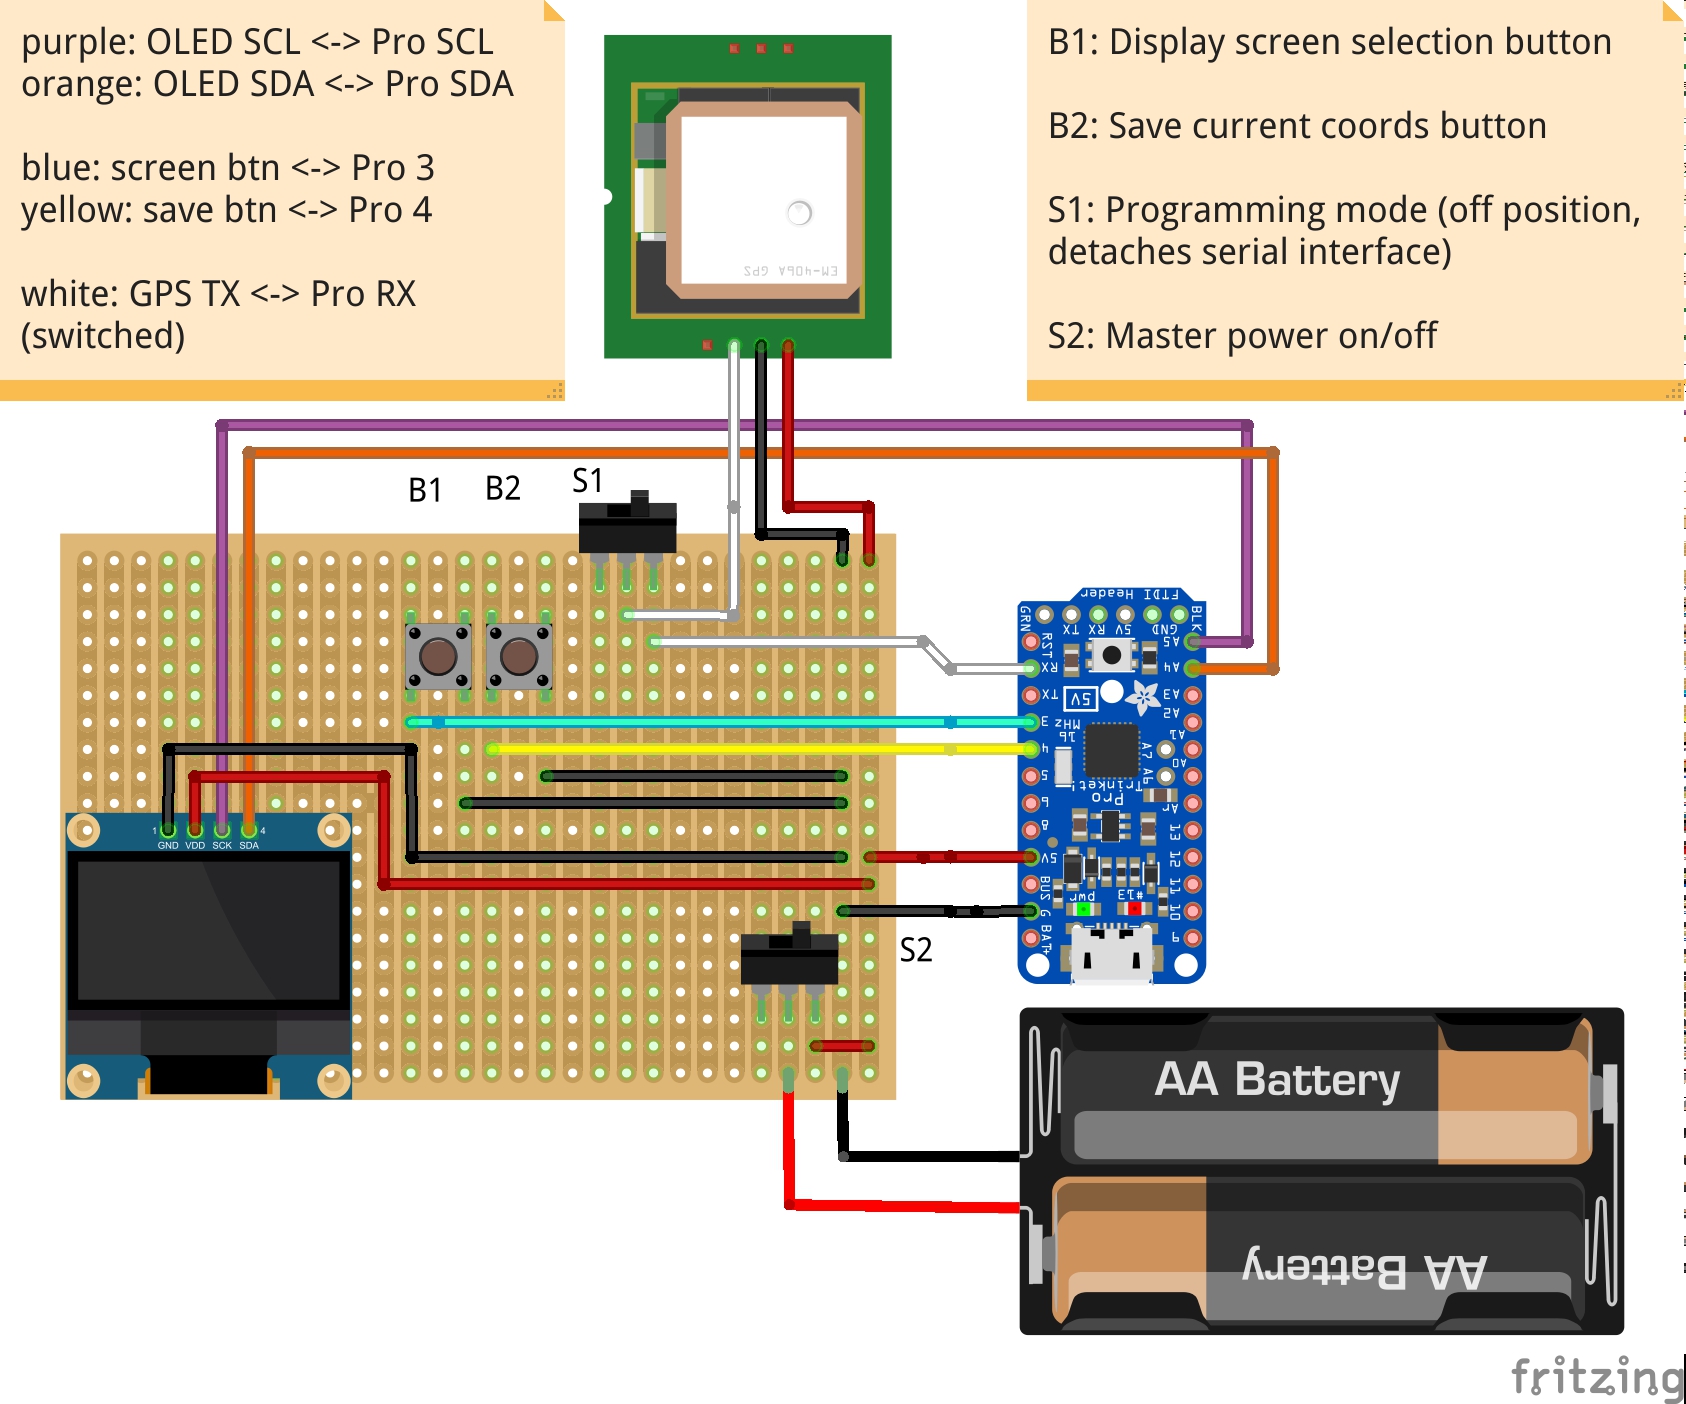 purple: OLED SCL <-> Pro SCL
orange: OLED SDA <-> Pro SDA
blue: screen btn <-> Pro 3
yellow: save btn <-> Pro 4
white: GPS TX <-> Pro RX
(switched)
B1: Display screen selection button
B2: Save current coords button
S1: Programming mode (off position,
detaches serial interface)
S2: Master power on/off
EM-406A GPS
B1
B2
S1
S2
1
4
GND VDD SCK SDA
FTDI
Header
GRN
BLK
TX RX 5V GND
RST
RX
TX
3
4
5
6
8
5V
BUS
G
BAT+
A5
A4
A3
A2
A1
A0
Ar
13
12
11
10
9
A7
A6
5V
16
MHz
Trinket!
Pro
pwr
#13
AA Battery
AA Battery
fritzing